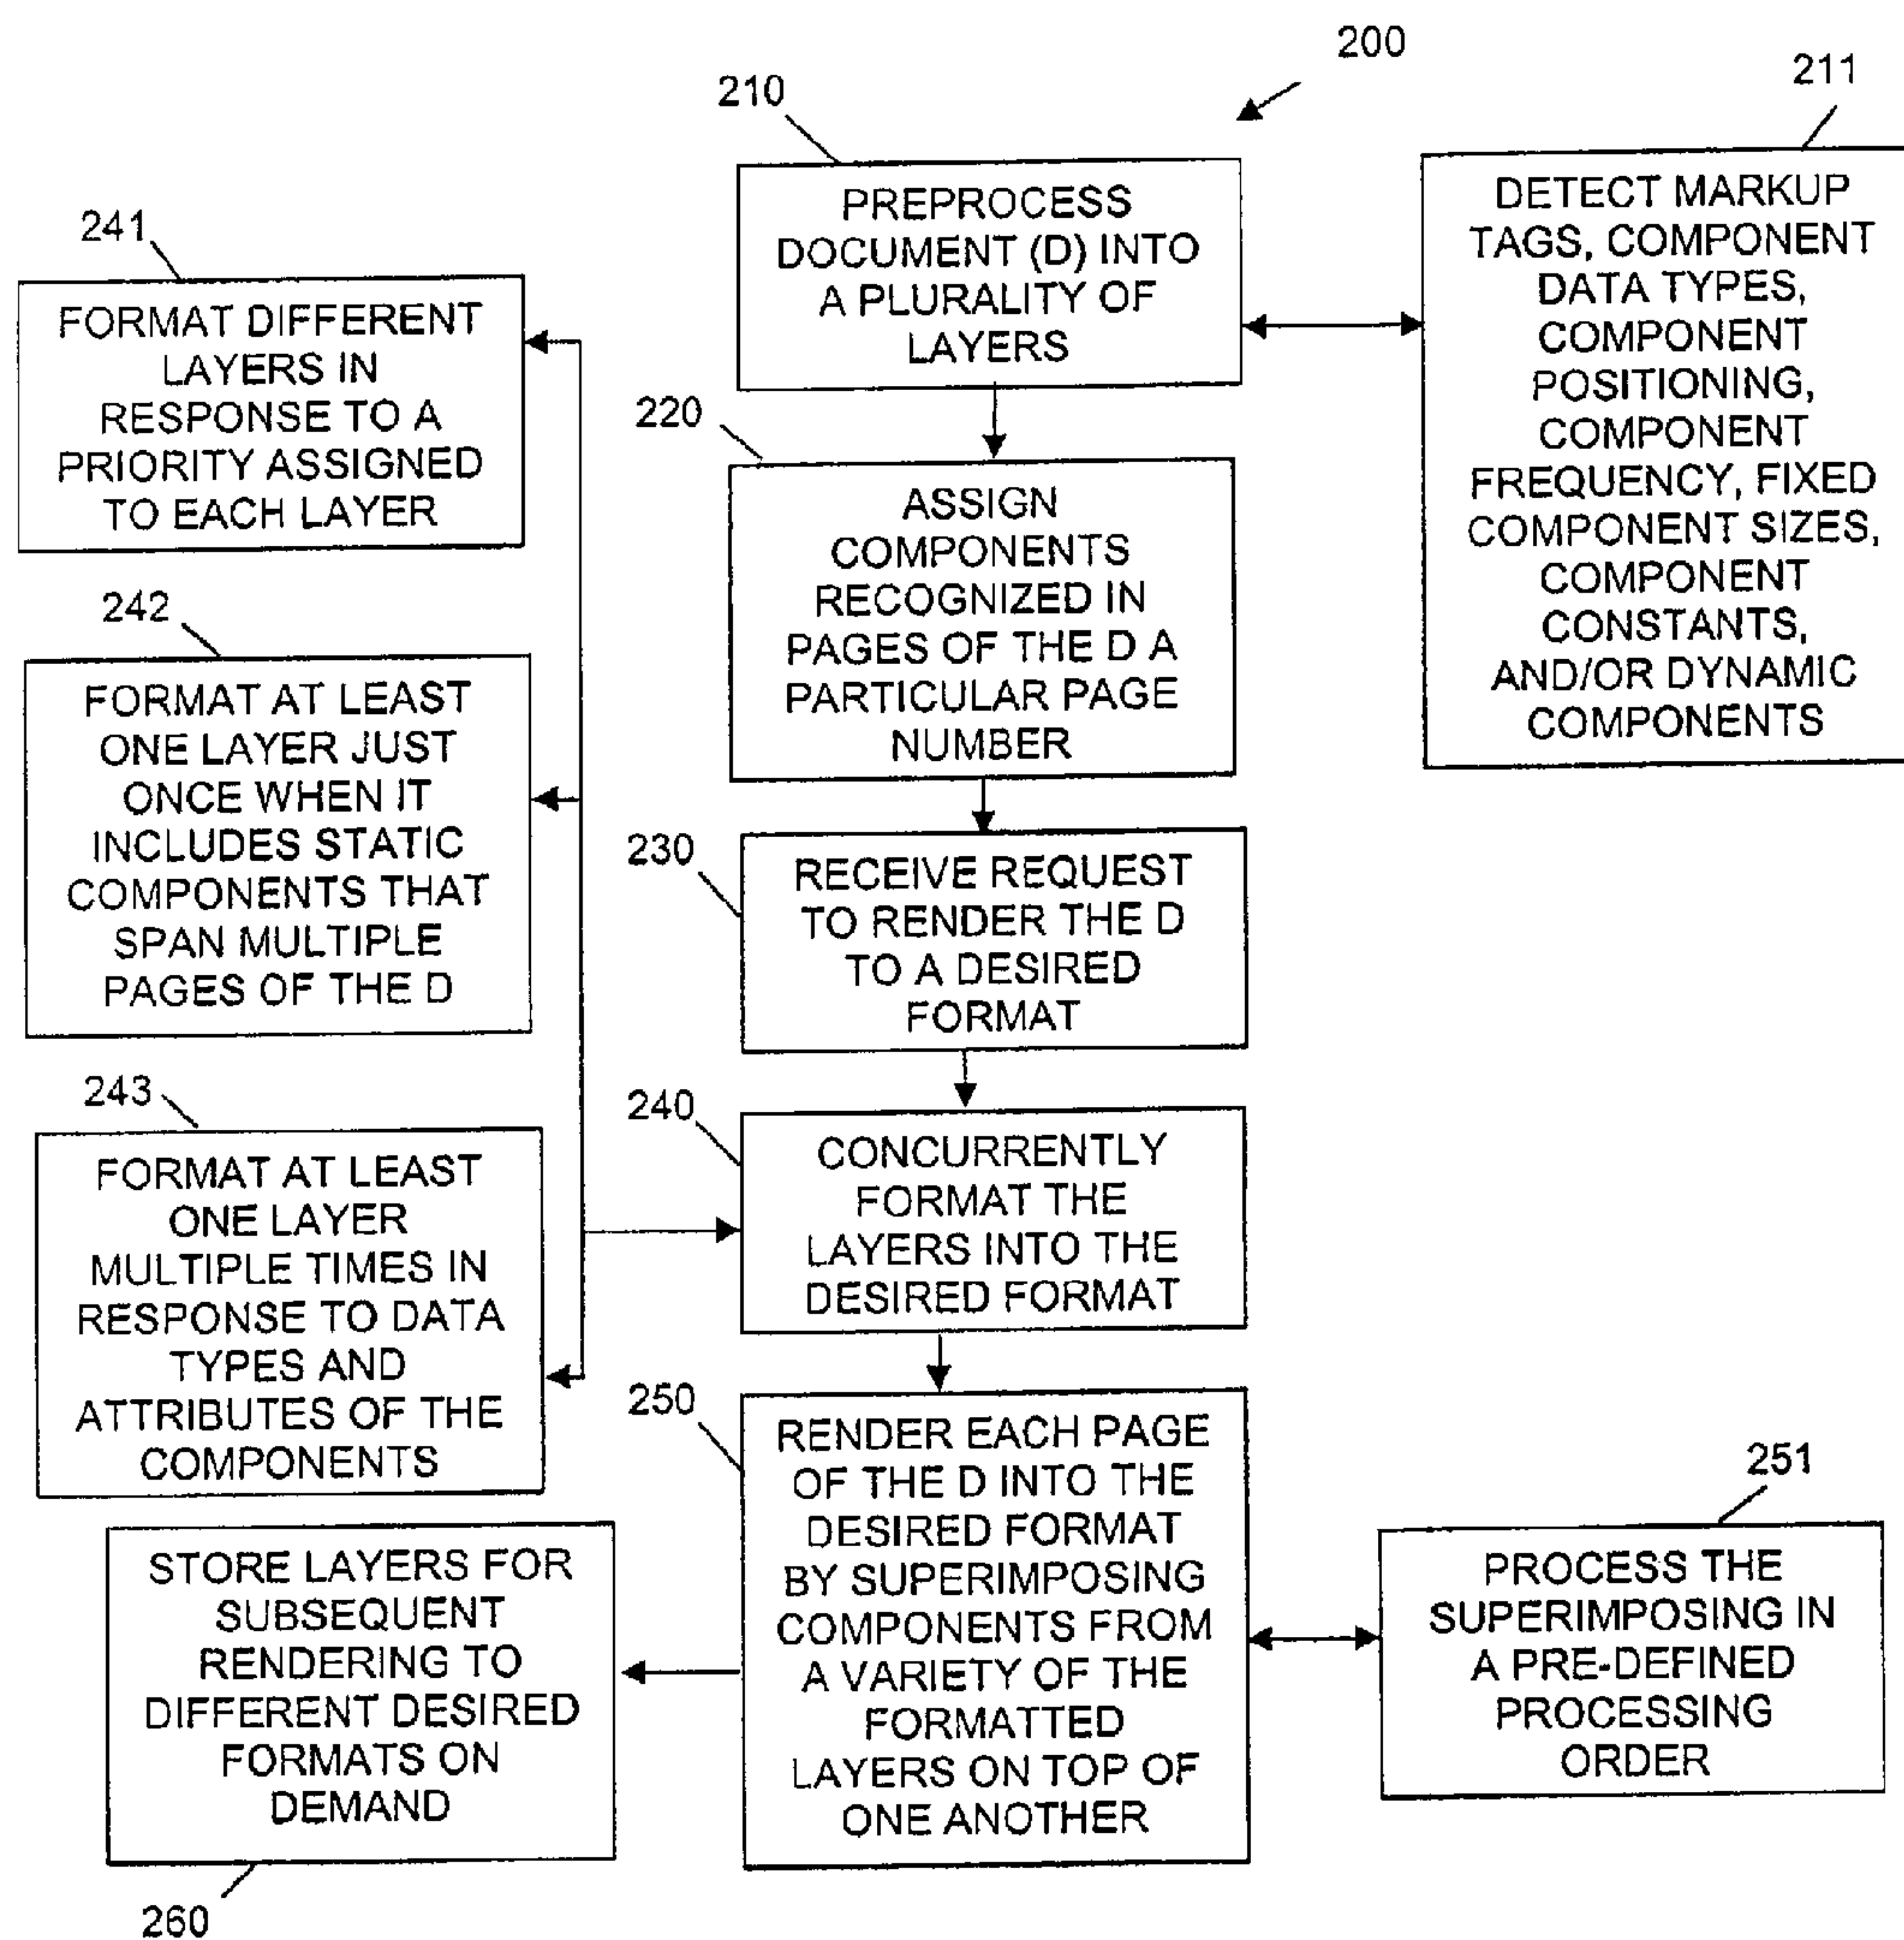 200
210
PREPROCESS
DOCUMENT (D) INTO
A PLURALITY OF
LAYERS
211
DETECT MARKUP
TAGS, COMPONENT
DATA TYPES,
COMPONENT
POSITIONING,
COMPONENT
FREQUENCY, FIXED
COMPONENT SIZES,
COMPONENT
CONSTANTS,
AND/OR DYNAMIC
COMPONENTS
220
ASSIGN
COMPONENTS
RECOGNIZED IN
PAGES OF THE D A
PARTICULAR PAGE
NUMBER
230
RECEIVE REQUEST
TO RENDER THE D
TO A DESIRED
FORMAT
240
CONCURRENTLY
FORMAT THE
LAYERS INTO THE
DESIRED FORMAT
241
FORMAT DIFFERENT
LAYERS IN
RESPONSE TO A
PRIORITY ASSIGNED
TO EACH LAYER
242
FORMAT AT LEAST
ONE LAYER JUST
ONCE WHEN IT
INCLUDES STATIC
COMPONENTS THAT
SPAN MULTIPLE
PAGES OF THE D
243
FORMAT AT LEAST
ONE LAYER
MULTIPLE TIMES IN
RESPONSE TO DATA
TYPES AND
ATTRIBUTES OF THE
COMPONENTS
250
RENDER EACH PAGE
OF THE D INTO THE
DESIRED FORMAT
BY SUPERIMPOSING
COMPONENTS FROM
A VARIETY OF THE
FORMATTED
LAYERS ON TOP OF
ONE ANOTHER
251
PROCESS THE
SUPERIMPOSING IN
A PRE-DEFINED
PROCESSING
ORDER
STORE LAYERS FOR
SUBSEQUENT
RENDERING TO
DIFFERENT DESIRED
FORMATS ON
DEMAND
260